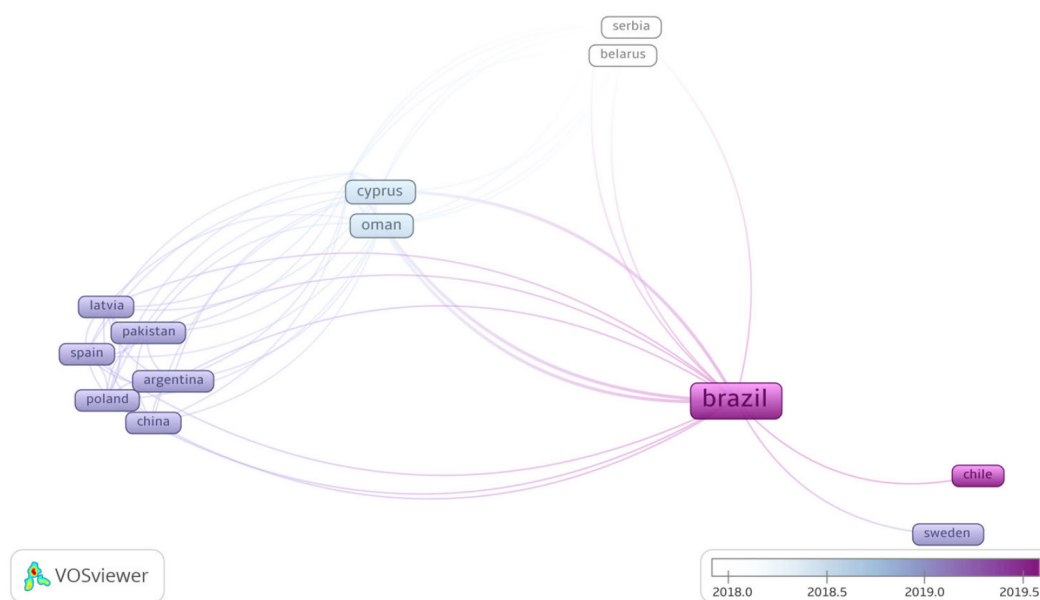 serbia
belarus
cyprus
oman
latvia
pakistan
spain
argentina
poland
china
brazil
chile
sweden
VOSviewer
2018.0 2018.5 2019.0 2019.5